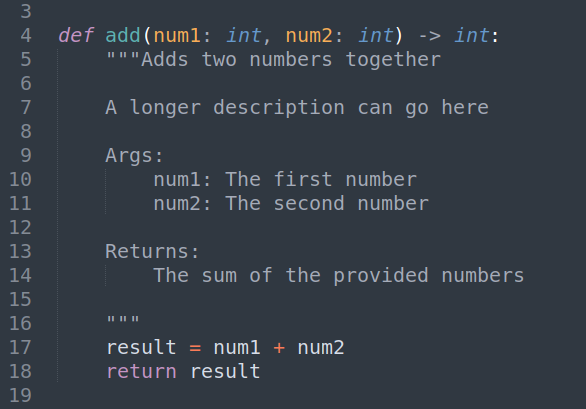 3
4 def add(num1: int, num2: int) -> int:
5     """Adds two numbers together
6
7     A longer description can go here
8
9     Args:
10         num1: The first number
11         num2: The second number
12
13     Returns:
14         The sum of the provided numbers
15
16     """
17     result = num1 + num2
18     return result
19